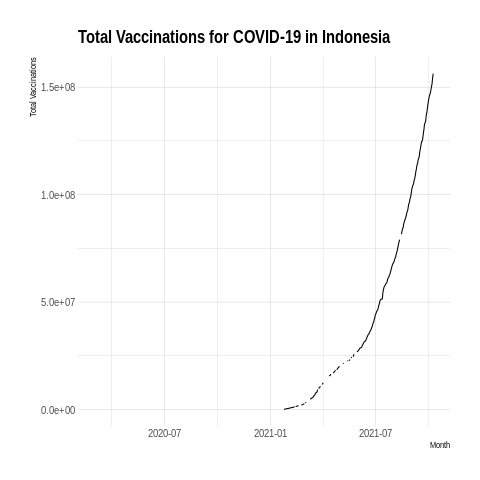 Total Vaccinations for COVID-19 in Indonesia
Total Vaccinations
1.5e+08
1.0e+08
5.0e+07
0.0e+00
2020-07
2021-01
2021-07
Month